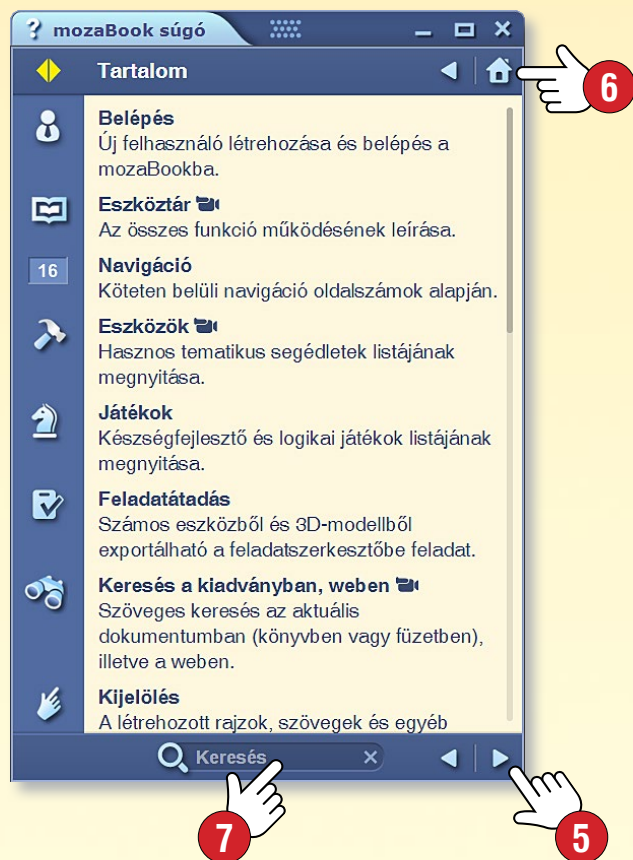 ? mozaBook súgó
Tartalom
6
Belépés
Új felhasználó létrehozása és belépés a
mozaBookba.
Eszköztár
Az összes funkció működésének leírása.
16
Navigáció
Köteten belüli navigáció oldalszámok alapján.
Eszközök
Hasznos tematikus segédletek listájának
megnyitása.
Játékok
Készségfejlesztő és logikai játékok listájának
megnyitása.
Feladatátadás
Számos eszközből és 3D-modellből
exportálható a feladatszerkesztőbe feladat.
Keresés a kiadványban, weben
Szöveges keresés az aktuális
dokumentumban (könyvben vagy füzetben),
illetve a weben.
Kijelölés
A létrehozott rajzok, szövegek és egyéb
Keresés
7
5